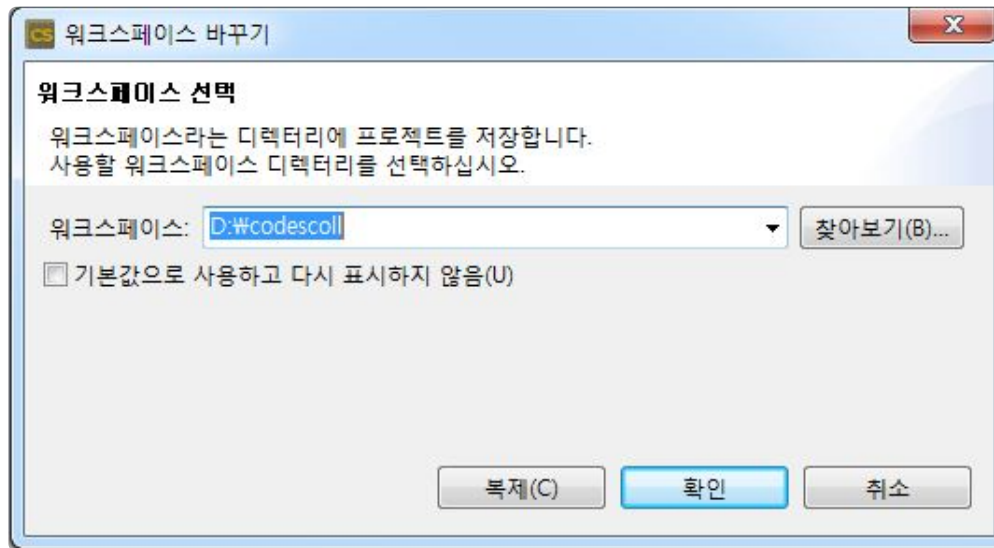 CS 워크스페이스 바꾸기
워크스페이스 선택
워크스페이스라는 디렉터리에 프로젝트를 저장합니다.
사용할 워크스페이스 디렉터리를 선택하십시오.
워크스페이스: D:₩codescoll 찾아보기(B)...
기본값으로 사용하고 다시 표시하지 않음(U)
복제(C) 확인 취소